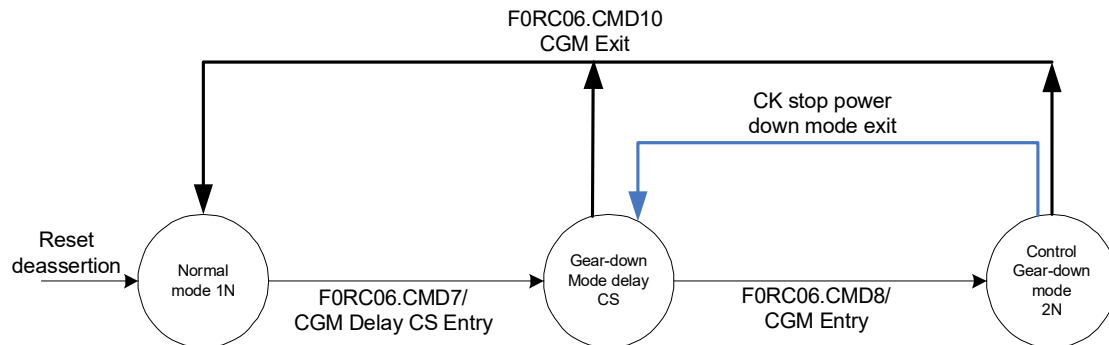 F0RC06.CMD10
CGM Exit
CK stop power
down mode exit
Reset
deassertion
Normal
mode 1N
F0RC06.CMD7/
CGM Delay CS Entry
Gear-down
Mode delay
CS
F0RC06.CMD8/
CGM Entry
Control
Gear-down
mode
2N